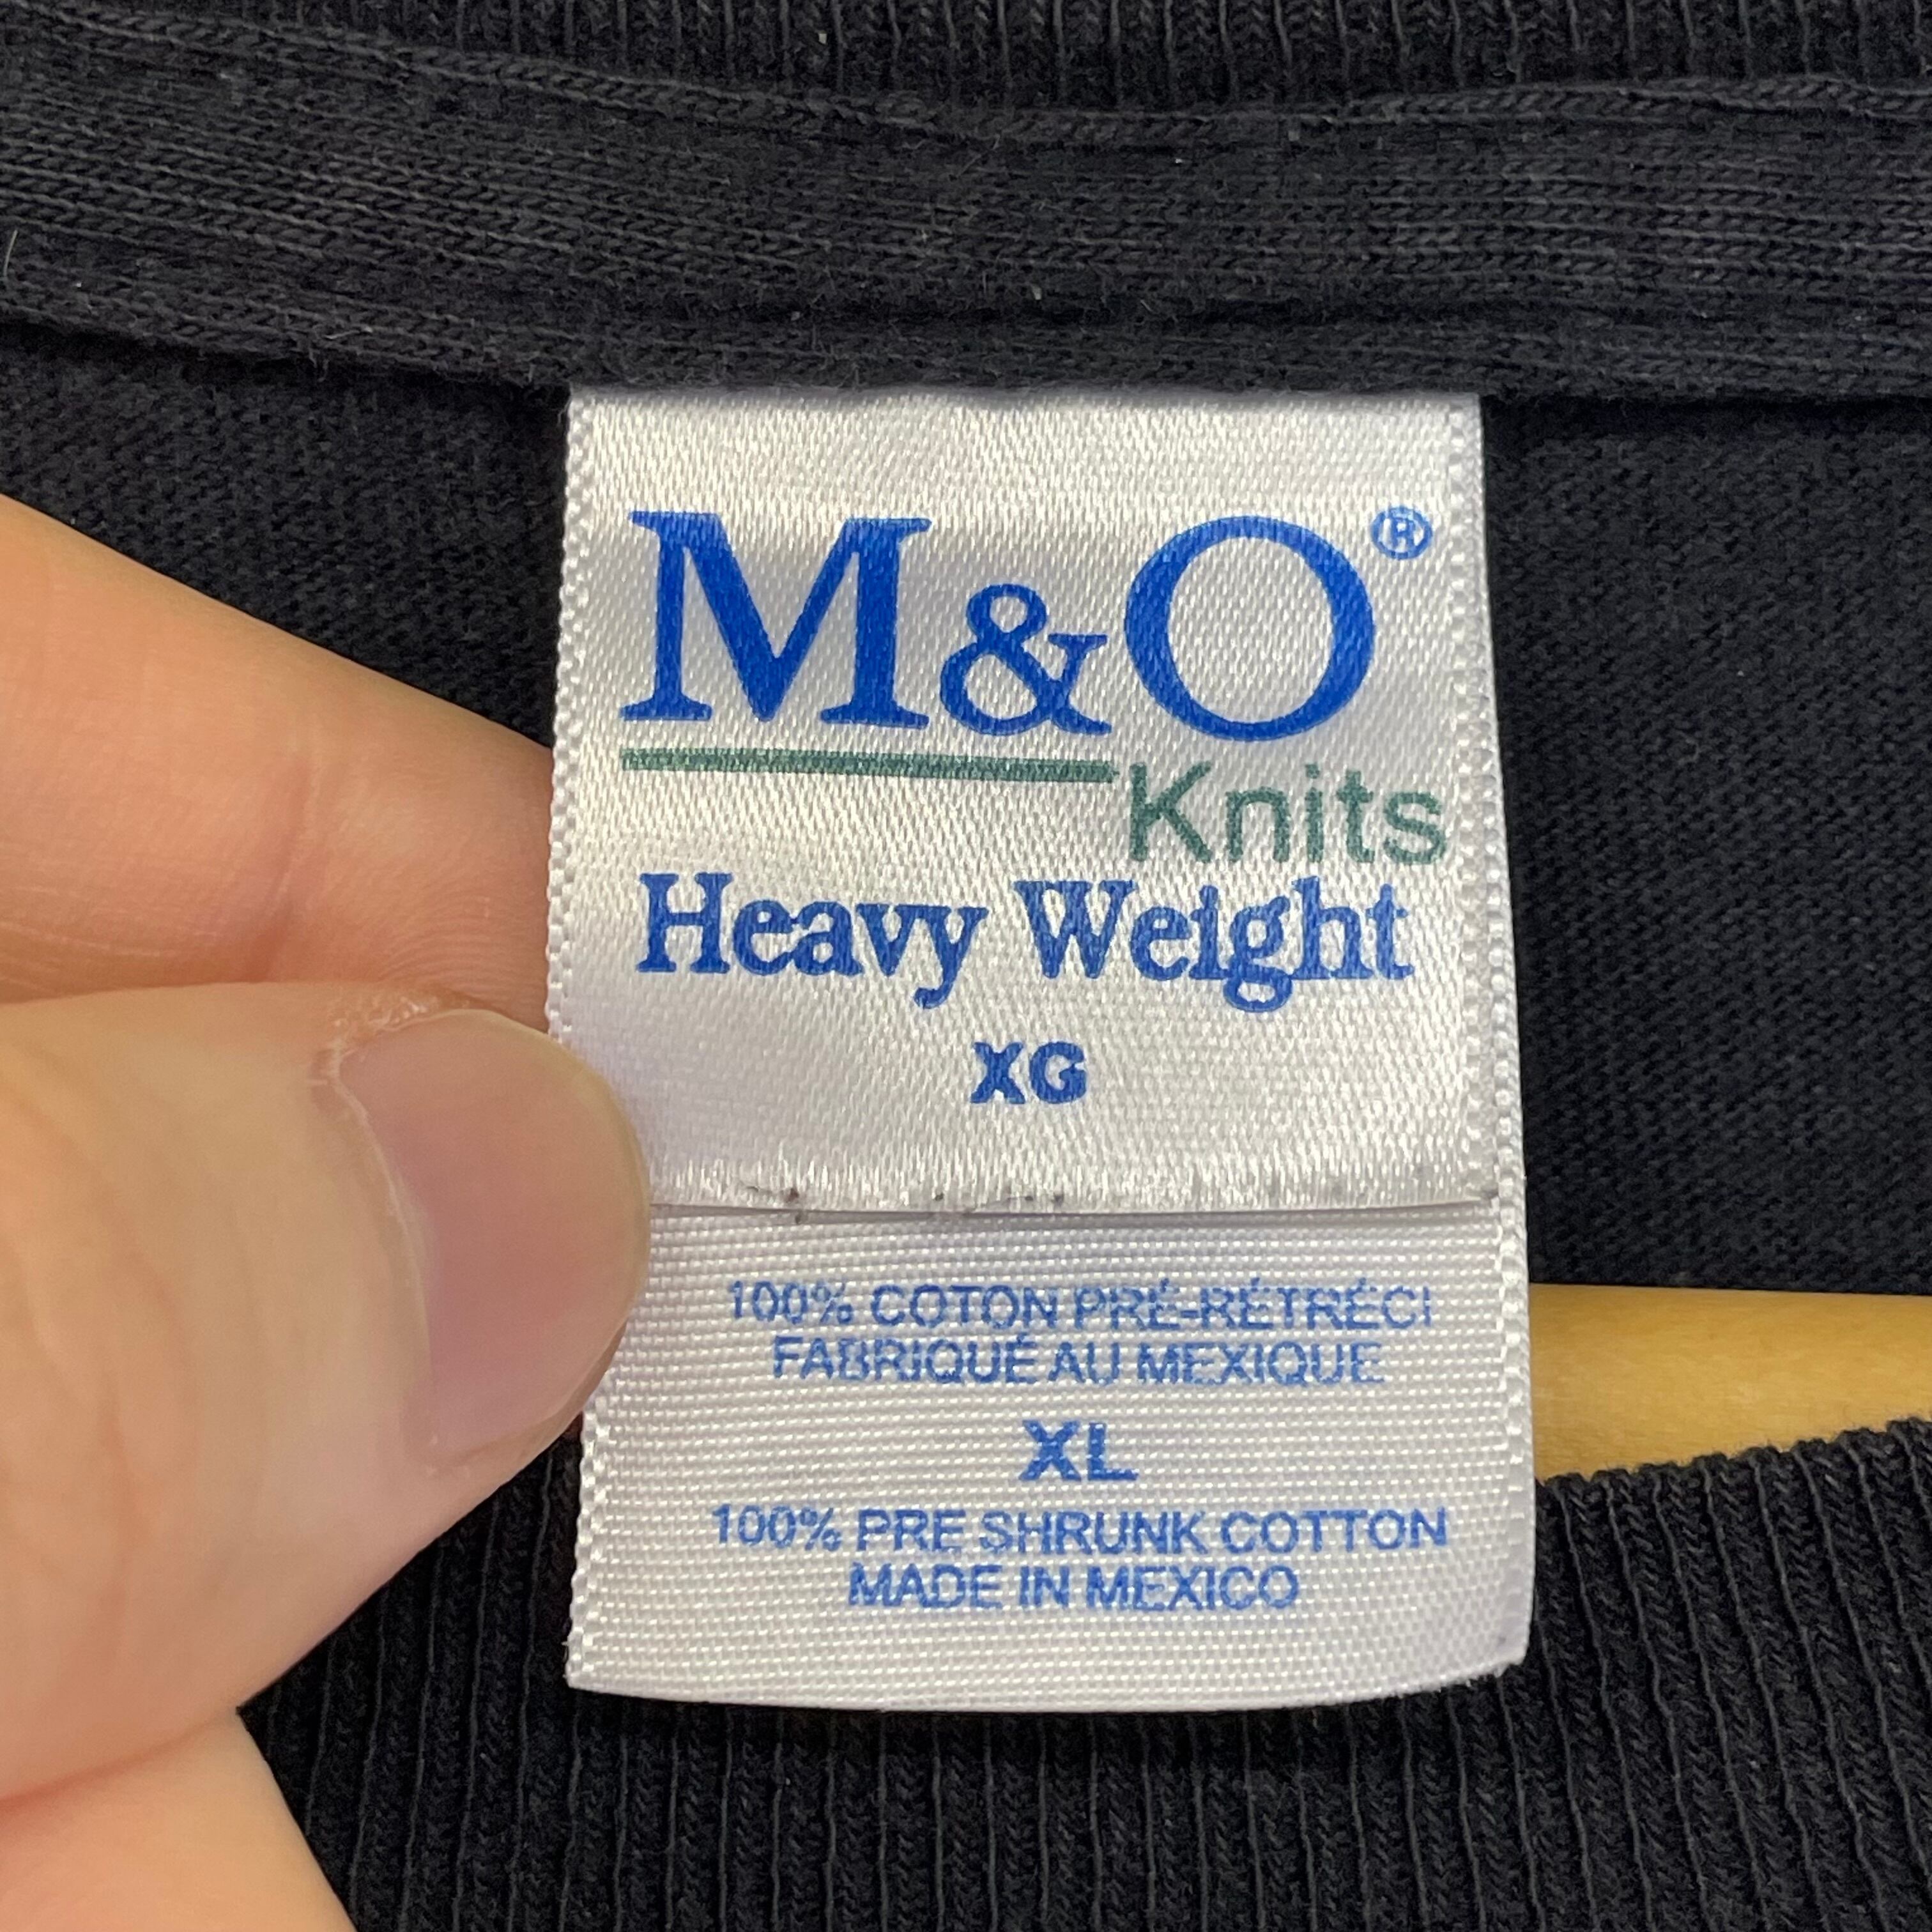 M&O®
Knits
Heavy Weight
XG
100% COTON PRÉ-RÉTRÉCI
FABRIQUÉ AU MEXIQUE
XL
100% PRE SHRUNK COTTON
MADE IN MEXICO